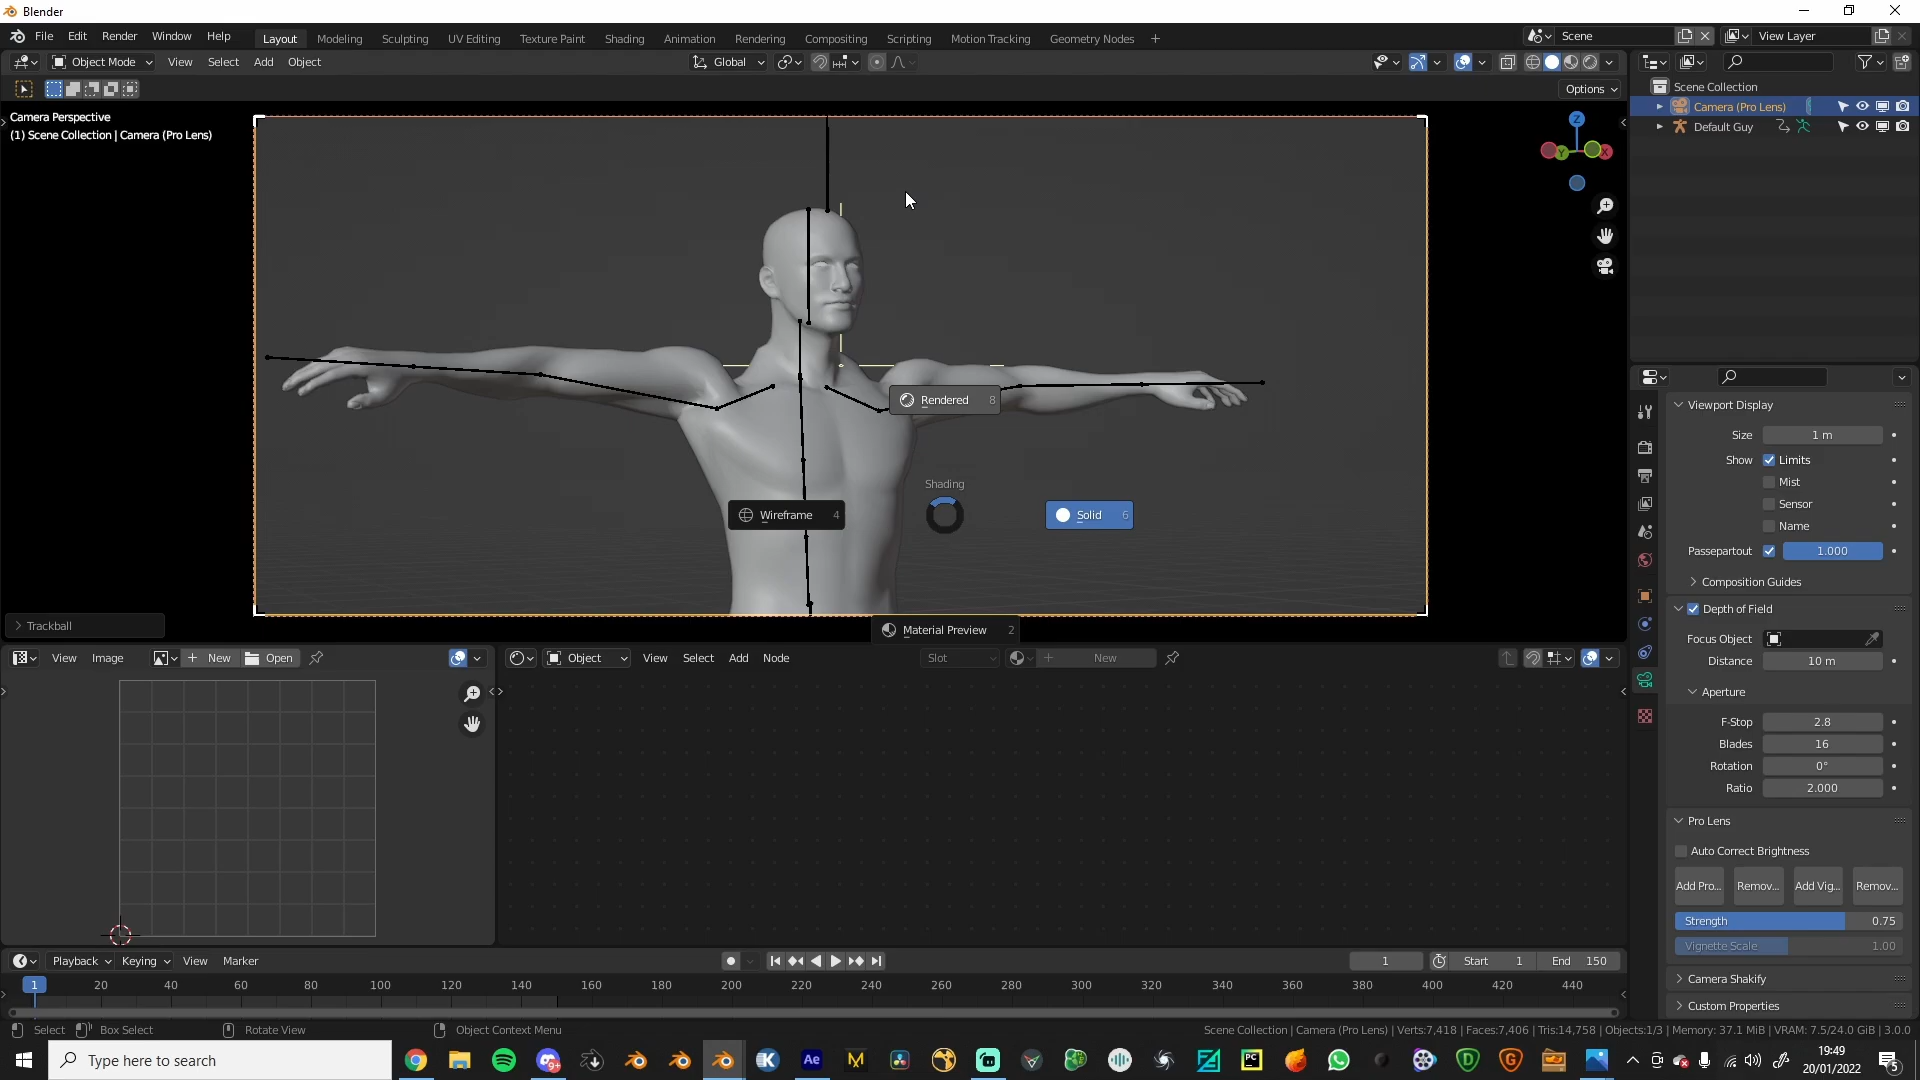 Blender
File Edit Render Window Help Layout Modeling Sculpting UV Editing Texture Paint Shading Animation Rendering Compositing Scripting Motion Tracking Geometry Nodes + Scene View Layer
Object Mode View Select Add Object Global
Options
Scene Collection
Camera (Pro Lens)
Default Guy
Camera Perspective
(1) Scene Collection | Camera (Pro Lens)
Z
Y X
Rendered 8
Shading
Wireframe 4
Solid 6
Material Preview 2
Trackball
Viewport Display
Size 1 m
Show Limits
Mist
Sensor
Name
Passepartout 1.000
Composition Guides
Depth of Field
Focus Object
Distance 10 m
Aperture
F-Stop 2.8
Blades 16
Rotation 0°
Ratio 2.000
Pro Lens
Auto Correct Brightness
Add Pro... Remov... Add Vig... Remov...
Strength 0.75
Vignette Scale 1.00
Camera Shakify
Custom Properties
View Image + New Open
Object View Select Add Node Slot + New
Playback Keying View Marker 1 Start 1 End 150
1 20 40 60 80 100 120 140 160 180 200 220 240 260 280 300 320 340 360 380 400 420 440
Select Box Select Rotate View Object Context Menu
Scene Collection | Camera (Pro Lens) | Verts:7,418 | Faces:7,406 | Tris:14,758 | Objects:1/3 | Memory: 37.1 MiB | VRAM: 7.5/24.0 GiB | 3.0.0
Type here to search
9+
K
Ae
M
PC
D
G
19:49
20/01/2022
5